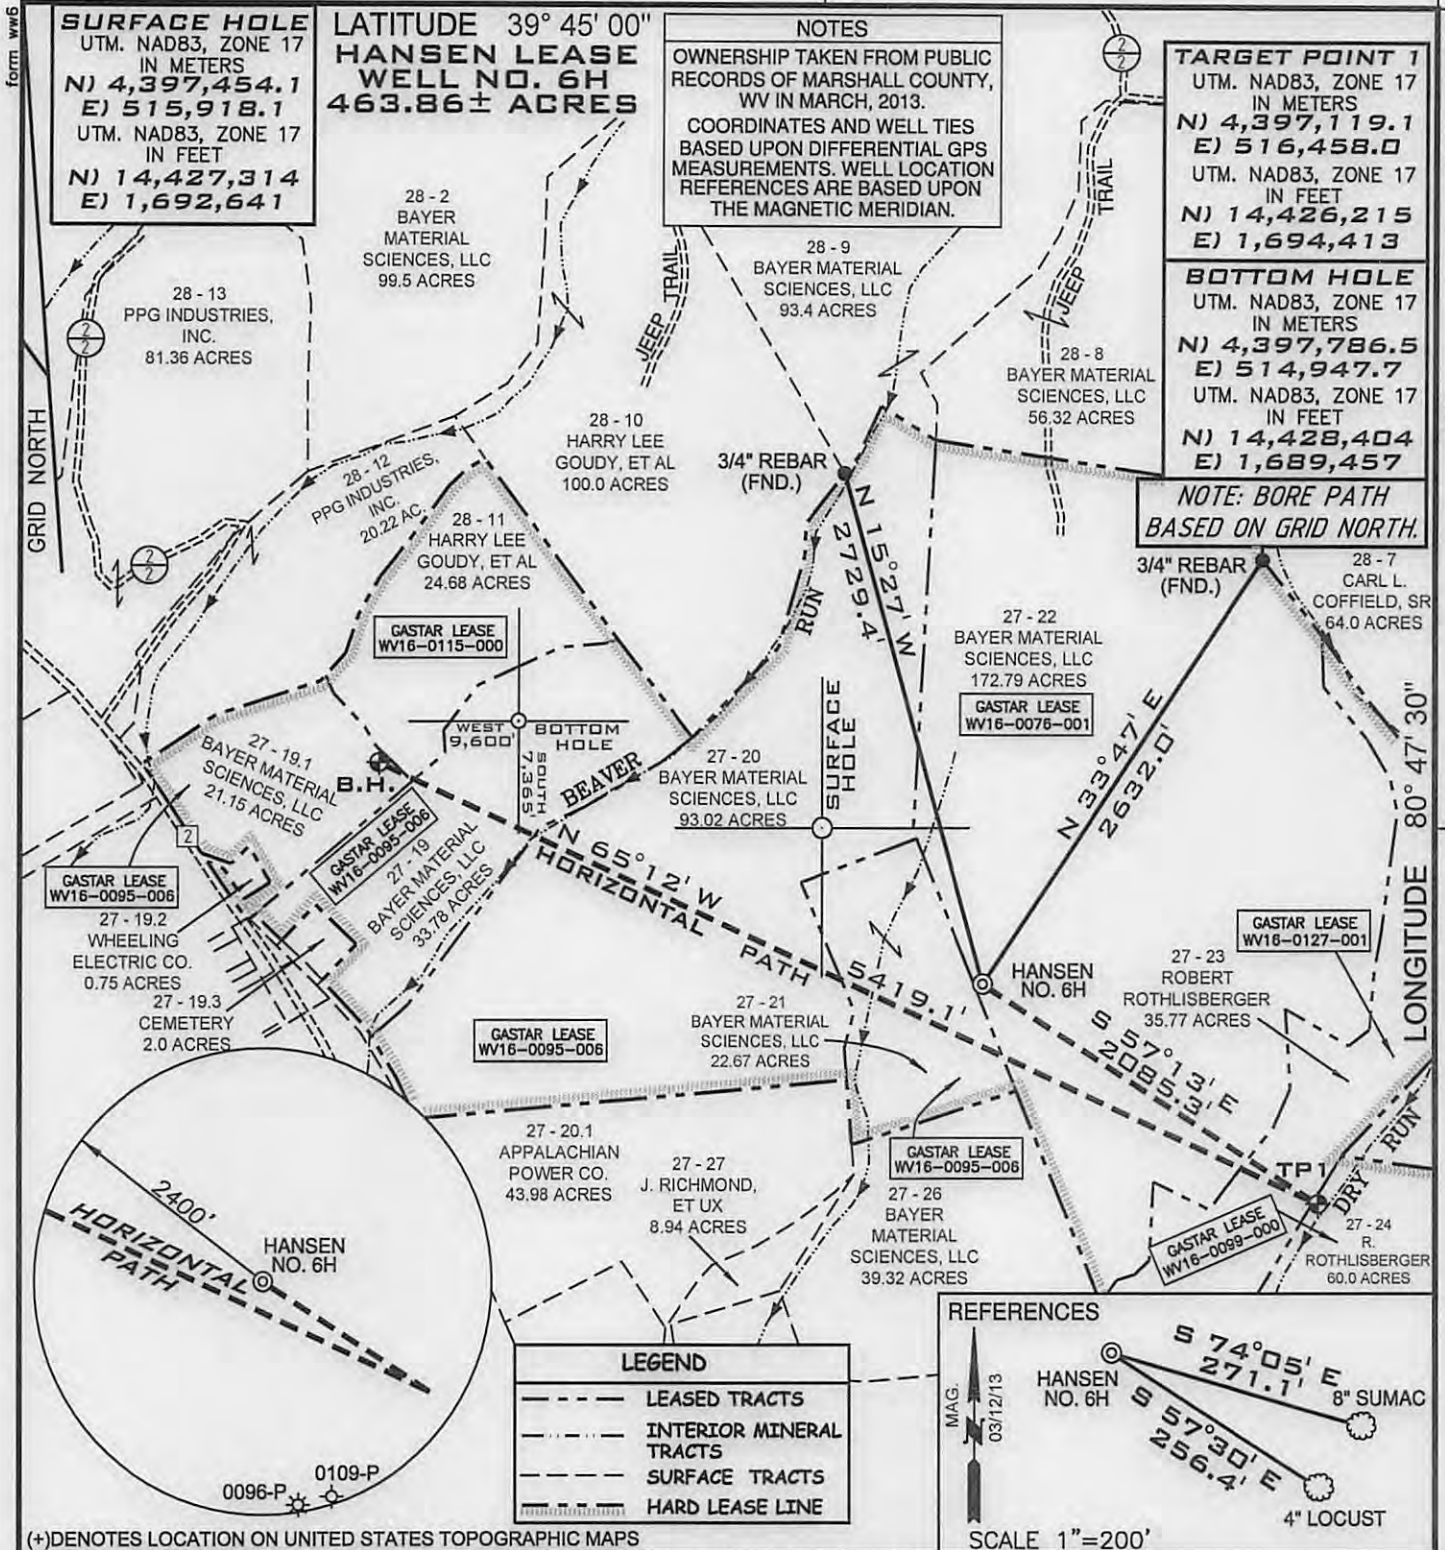 form ww6
SURFACE HOLE
UTM. NAD83, ZONE 17
IN METERS
N) 4,397,454.1
E) 515,918.1
UTM. NAD83, ZONE 17
IN FEET
N) 14,427,314
E) 1,692,641
LATITUDE 39° 45' 00"
HANSEN LEASE
WELL NO. 6H
463.86± ACRES
NOTES
OWNERSHIP TAKEN FROM PUBLIC
RECORDS OF MARSHALL COUNTY,
WV IN MARCH, 2013.
COORDINATES AND WELL TIES
BASED UPON DIFFERENTIAL GPS
MEASUREMENTS. WELL LOCATION
REFERENCES ARE BASED UPON
THE MAGNETIC MERIDIAN.
2
2
TARGET POINT 1
UTM. NAD83, ZONE 17
IN METERS
N) 4,397,119.1
E) 516,458.0
UTM. NAD83, ZONE 17
IN FEET
N) 14,426,215
E) 1,694,413
BOTTOM HOLE
UTM. NAD83, ZONE 17
IN METERS
N) 4,397,786.5
E) 514,947.7
UTM. NAD83, ZONE 17
IN FEET
N) 14,428,404
E) 1,689,457
NOTE: BORE PATH
BASED ON GRID NORTH.
28 - 2
BAYER
MATERIAL
SCIENCES, LLC
99.5 ACRES
28 - 13
PPG INDUSTRIES,
INC.
81.36 ACRES
2
2
GRID NORTH
2
2
JEEP TRAIL
28 - 9
BAYER MATERIAL
SCIENCES, LLC
93.4 ACRES
JEEP TRAIL
28 - 8
BAYER MATERIAL
SCIENCES, LLC
56.32 ACRES
28 - 10
HARRY LEE
GOUDY, ET AL
100.0 ACRES
28 - 12
PPG INDUSTRIES,
INC.
20.22 AC.
28 - 11
HARRY LEE
GOUDY, ET AL
24.68 ACRES
3/4" REBAR
(FND.)
N 15°27' W
2729.4'
3/4" REBAR
(FND.)
28 - 7
CARL L.
COFFIELD, SR
64.0 ACRES
GASTAR LEASE
WV16-0115-000
27 - 22
BAYER MATERIAL
SCIENCES, LLC
172.79 ACRES
GASTAR LEASE
WV16-0076-001
N 33°47' E
2632.0'
LONGITUDE 80° 47' 30"
WEST
9,600'
BOTTOM
HOLE
SOUTH
7,365'
B.H.
BEAVER
RUN
27 - 20
BAYER MATERIAL
SCIENCES, LLC
93.02 ACRES
SURFACE
HOLE
27 - 19.1
BAYER MATERIAL
SCIENCES, LLC
21.15 ACRES
2
GASTAR LEASE
WV16-0095-006
GASTAR LEASE
WV16-0095-006
27 - 19
BAYER MATERIAL
SCIENCES, LLC
33.78 ACRES
N 65°12' W
5419.1'
HORIZONTAL PATH
27 - 19.2
WHEELING
ELECTRIC CO.
0.75 ACRES
27 - 19.3
CEMETERY
2.0 ACRES
GASTAR LEASE
WV16-0095-006
27 - 21
BAYER MATERIAL
SCIENCES, LLC
22.67 ACRES
HANSEN
NO. 6H
S 57°13' E
2085.3'
GASTAR LEASE
WV16-0127-001
27 - 23
ROBERT
ROTHLISBERGER
35.77 ACRES
27 - 20.1
APPALACHIAN
POWER CO.
43.98 ACRES
27 - 27
J. RICHMOND,
ET UX
8.94 ACRES
GASTAR LEASE
WV16-0095-006
27 - 26
BAYER
MATERIAL
SCIENCES, LLC
39.32 ACRES
TP1
DRY RUN
GASTAR LEASE
WV16-0099-000
27 - 24
R.
ROTHLISBERGER
60.0 ACRES
2400'
HORIZONTAL
PATH
HANSEN
NO. 6H
0096-P
0109-P
LEGEND
LEASED TRACTS
INTERIOR MINERAL
TRACTS
SURFACE TRACTS
HARD LEASE LINE
REFERENCES
MAG.
03/12/13
HANSEN
NO. 6H
S 74°05' E
271.1'
8" SUMAC
S 57°30' E
256.4'
4" LOCUST
SCALE 1"=200'
(+)DENOTES LOCATION ON UNITED STATES TOPOGRAPHIC MAPS